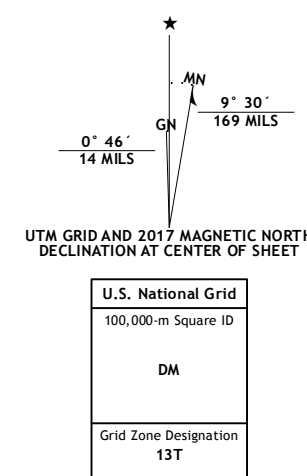 ★
MN
GN
9° 30´
169 MILS
0° 46´
14 MILS
UTM GRID AND 2017 MAGNETIC NORTH
DECLINATION AT CENTER OF SHEET
U.S. National Grid
100,000-m Square ID
DM
Grid Zone Designation
13T